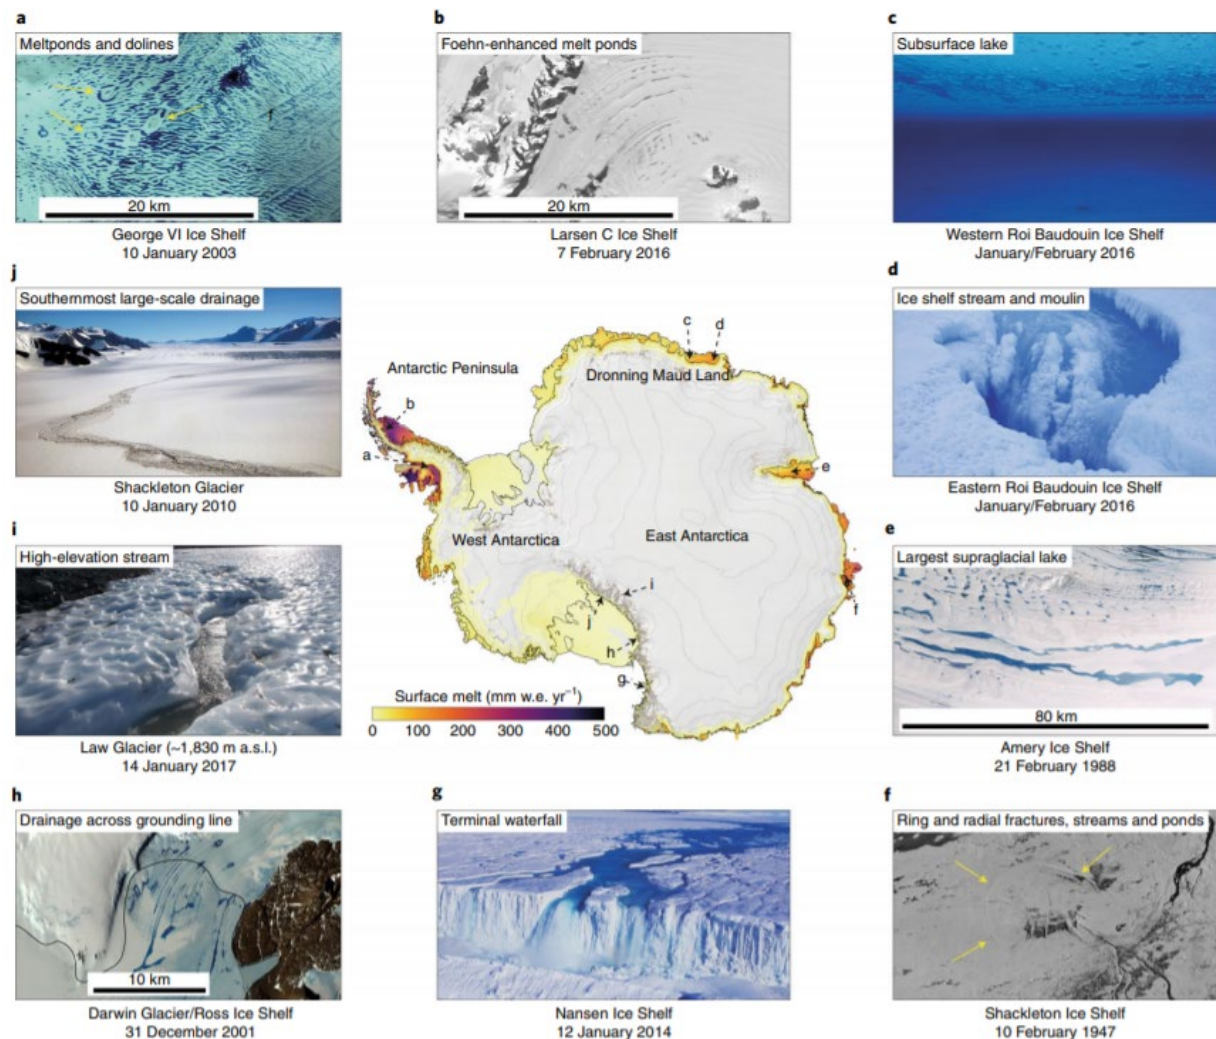 a
Meltponds and dolines
20 km
George VI Ice Shelf
10 January 2003
b
Foehn-enhanced melt ponds
20 km
Larsen C Ice Shelf
7 February 2016
c
Subsurface lake
Western Roi Baudouin Ice Shelf
January/February 2016
j
Southernmost large-scale drainage
Shackleton Glacier
10 January 2010
d
Ice shelf stream and moulin
Eastern Roi Baudouin Ice Shelf
January/February 2016
c
d
Dronning Maud Land
Antarctic Peninsula
b
a
e
West Antarctica
East Antarctica
i
j
h
g
f
Surface melt (mm w.e. yr⁻¹)
0 100 200 300 400 500
i
High-elevation stream
Law Glacier (~1,830 m a.s.l.)
14 January 2017
e
Largest supraglacial lake
80 km
Amery Ice Shelf
21 February 1988
h
Drainage across grounding line
10 km
Darwin Glacier/Ross Ice Shelf
31 December 2001
g
Terminal waterfall
Nansen Ice Shelf
12 January 2014
f
Ring and radial fractures, streams and ponds
Shackleton Ice Shelf
10 February 1947